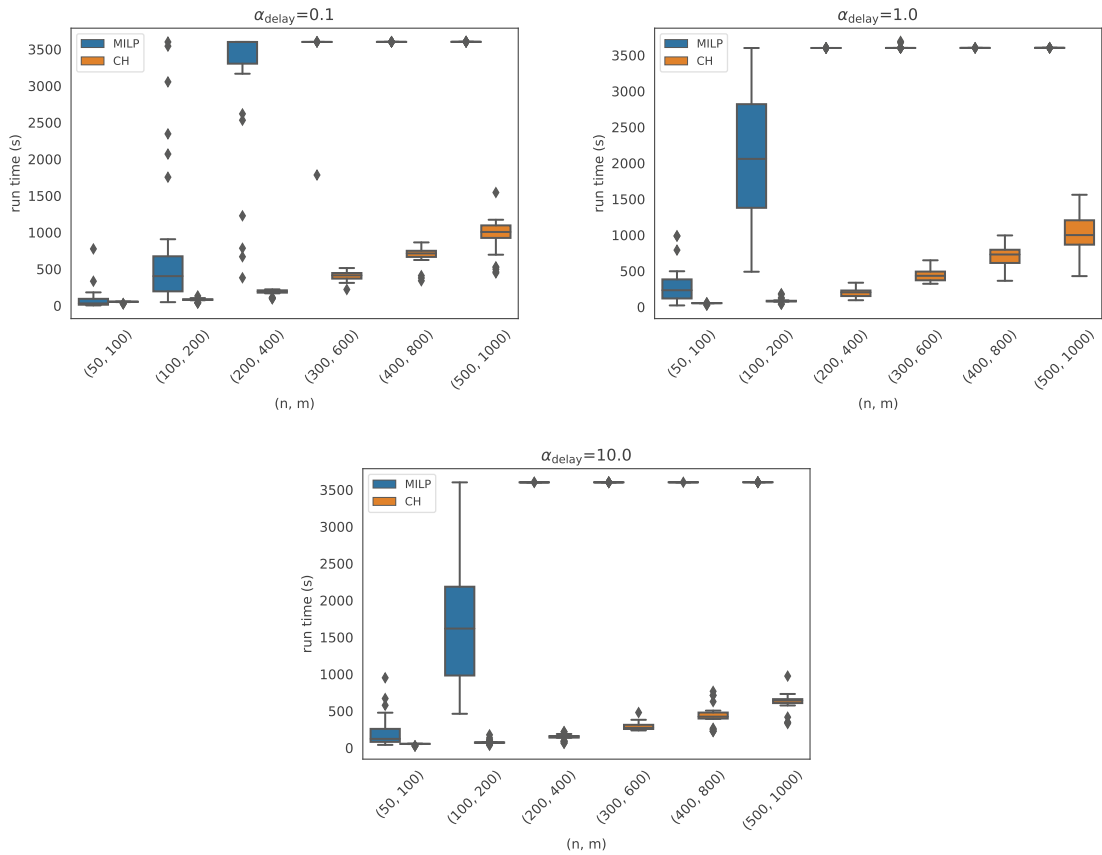 α_delay=0.1
MILP
CH
run time (s)
3500
3000
2500
2000
1500
1000
500
0
(50, 100)
(100, 200)
(200, 400)
(300, 600)
(400, 800)
(500, 1000)
(n, m)
α_delay=1.0
MILP
CH
run time (s)
3500
3000
2500
2000
1500
1000
500
0
(50, 100)
(100, 200)
(200, 400)
(300, 600)
(400, 800)
(500, 1000)
(n, m)
α_delay=10.0
MILP
CH
run time (s)
3500
3000
2500
2000
1500
1000
500
0
(50, 100)
(100, 200)
(200, 400)
(300, 600)
(400, 800)
(500, 1000)
(n, m)